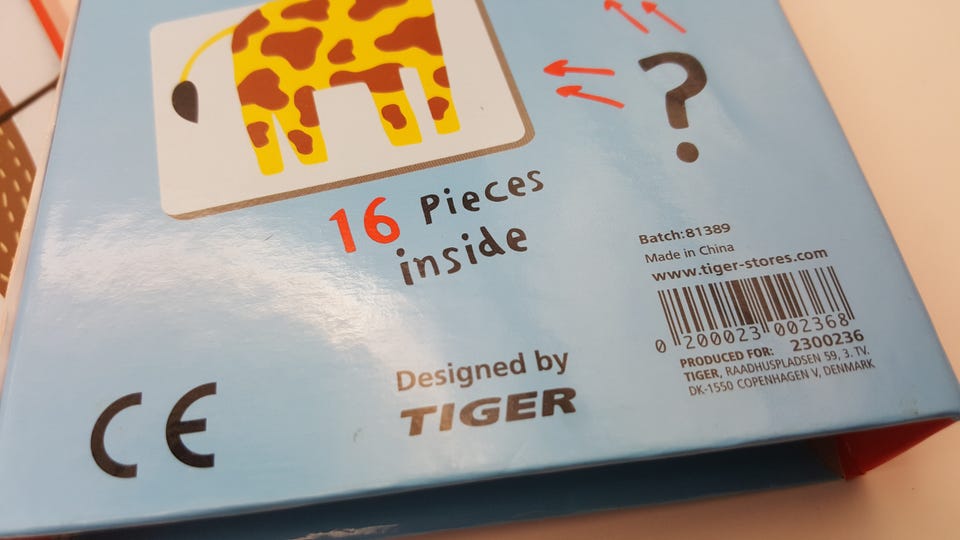 ?
16 Pieces
inside
Batch:81389
Made in China
www.tiger-stores.com
0 200023 002368
PRODUCED FOR: 2300236
TIGER, RAADHUSPLADSEN 59, 3. TV.
DK-1550 COPENHAGEN V, DENMARK
Designed by
TIGER
CE